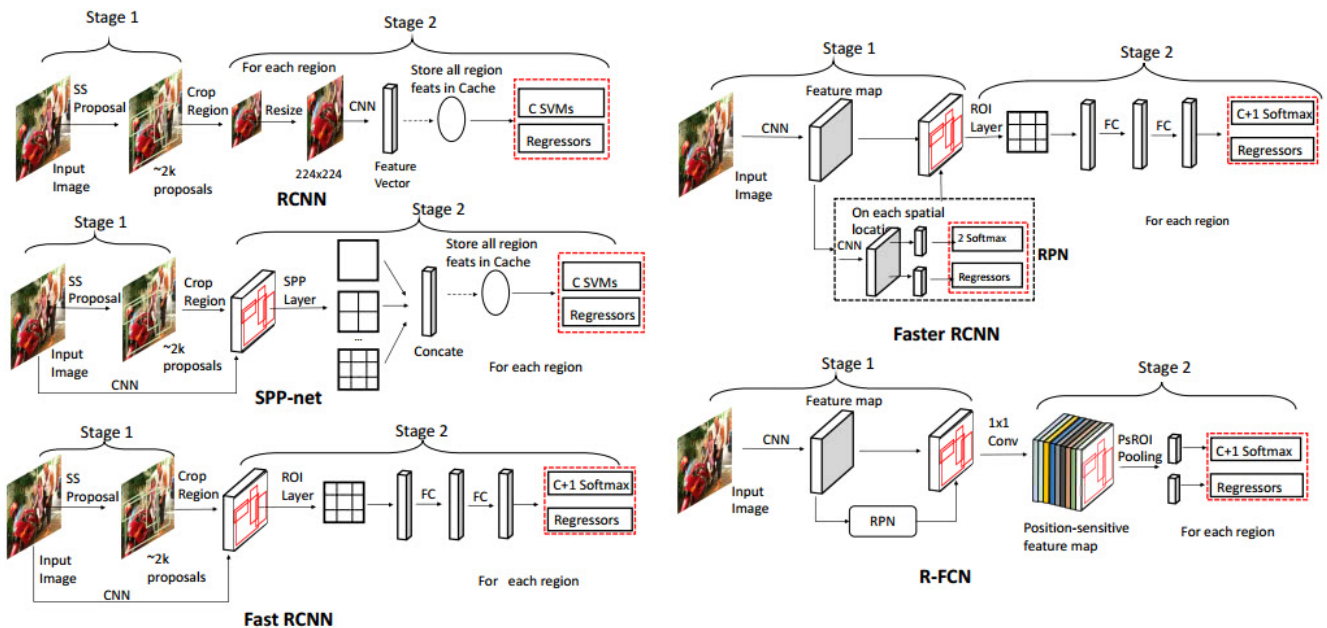 Stage 1
Stage 2
SS
Proposal
Crop
Region
For each region
Resize
CNN
Store all region
feats in Cache
C SVMs
Regressors
Input
Image
~2k
proposals
224x224
Feature
Vector
RCNN
Stage 1
Stage 2
SS
Proposal
Crop
Region
SPP
Layer
...
Store all region
feats in Cache
C SVMs
Regressors
Input
Image
~2k
proposals
CNN
Concate
For each region
SPP-net
Stage 1
Stage 2
SS
Proposal
Crop
Region
ROI
Layer
FC
FC
C+1 Softmax
Regressors
Input
Image
~2k
proposals
CNN
For each region
Fast RCNN
Stage 1
Stage 2
Feature map
CNN
ROI
Layer
FC
FC
C+1 Softmax
Regressors
Input
Image
On each spatial
locatio
CNN
2 Softmax
Regressors
RPN
For each region
Faster RCNN
Stage 1
Stage 2
Feature map
CNN
1x1
Conv
PsROI
Pooling
C+1 Softmax
Regressors
Input
Image
RPN
Position-sensitive
feature map
For each region
R-FCN